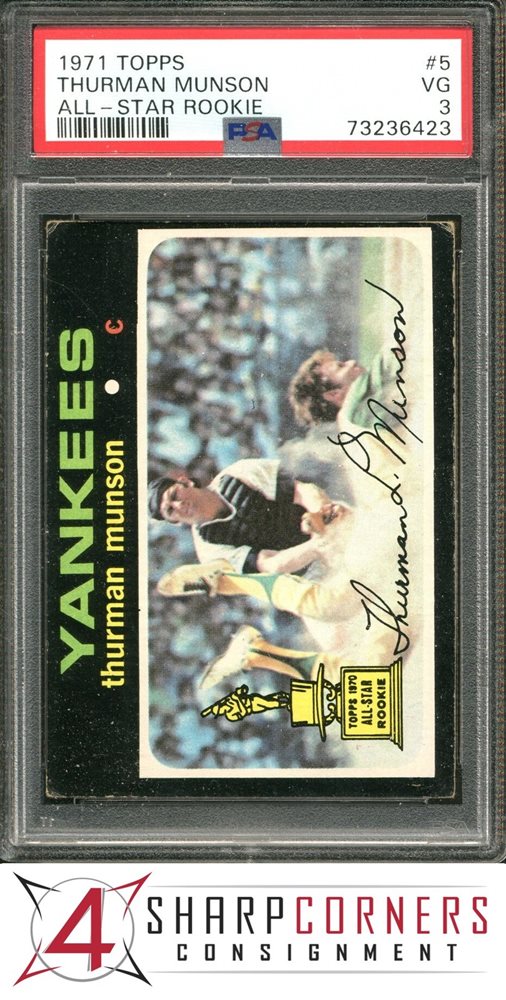 1971 TOPPS #5
THURMAN MUNSON VG
ALL-STAR ROOKIE 3
PSA 73236423
YANKEES
thurman munson • c
Thurman L. Munson
TOPPS 1970
ALL-STAR
ROOKIE
4 SHARPCORNERS
CONSIGNMENT